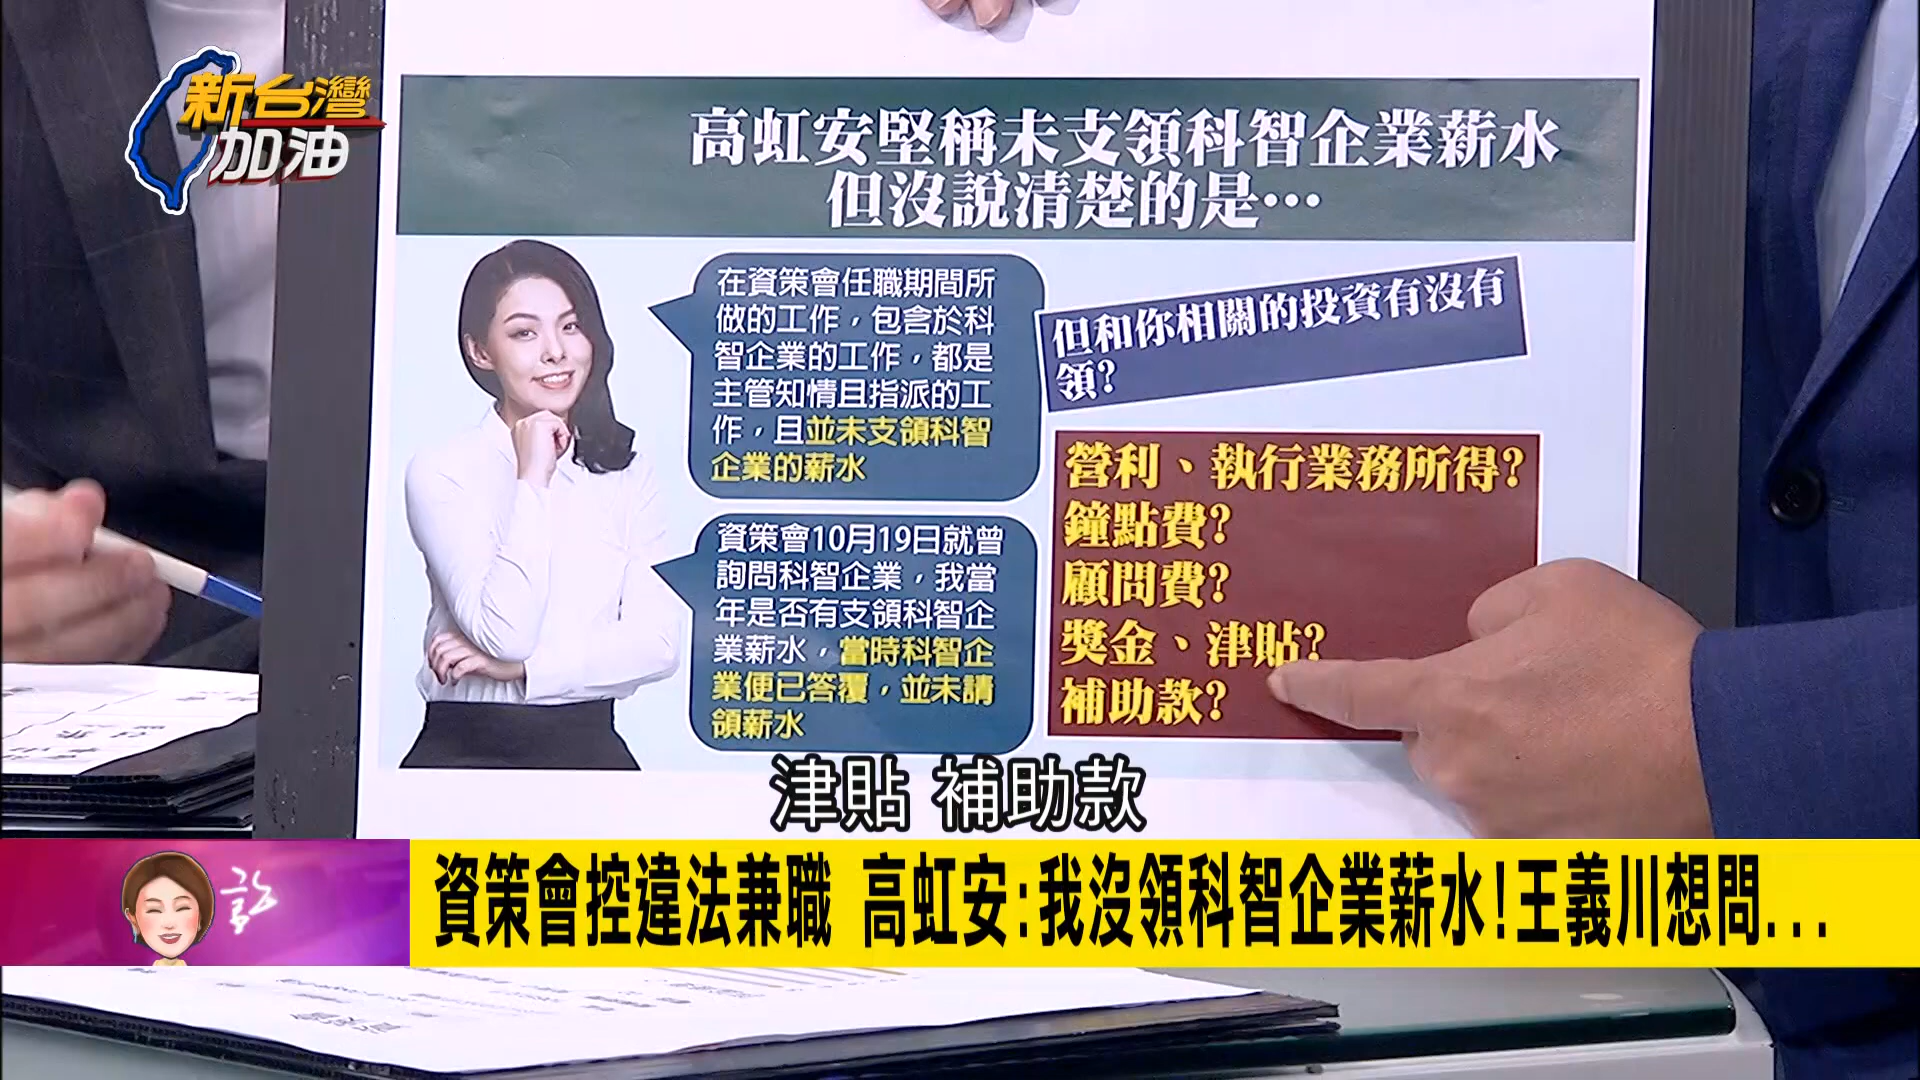 新台灣
加油
高虹安堅稱未支領科智企業薪水
但沒說清楚的是…
在資策會任職期間所
做的工作，包含於科
智企業的工作，都是
主管知情且指派的工
作，且並未支領科智
企業的薪水
資策會10月19日就曾
詢問科智企業，我當
年是否有支領科智企
業薪水，當時科智企
業便已答覆，並未請
領薪水
但和你相關的投資有沒有
領?
營利、執行業務所得?
鐘點費?
顧問費?
獎金、津貼?
補助款?
津貼 補助款
資策會控違法兼職 高虹安:我沒領科智企業薪水!王義川想問...